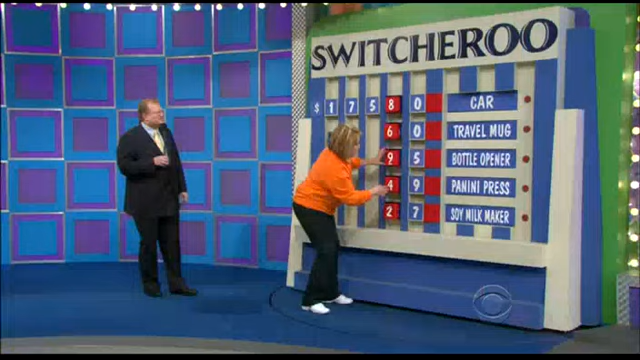 SWITCHEROO
$ 1 7 5 8 0 CAR
6 0 TRAVEL MUG
9 5 BOTTLE OPENER
4 9 PANINI PRESS
2 7 SOY MILK MAKER